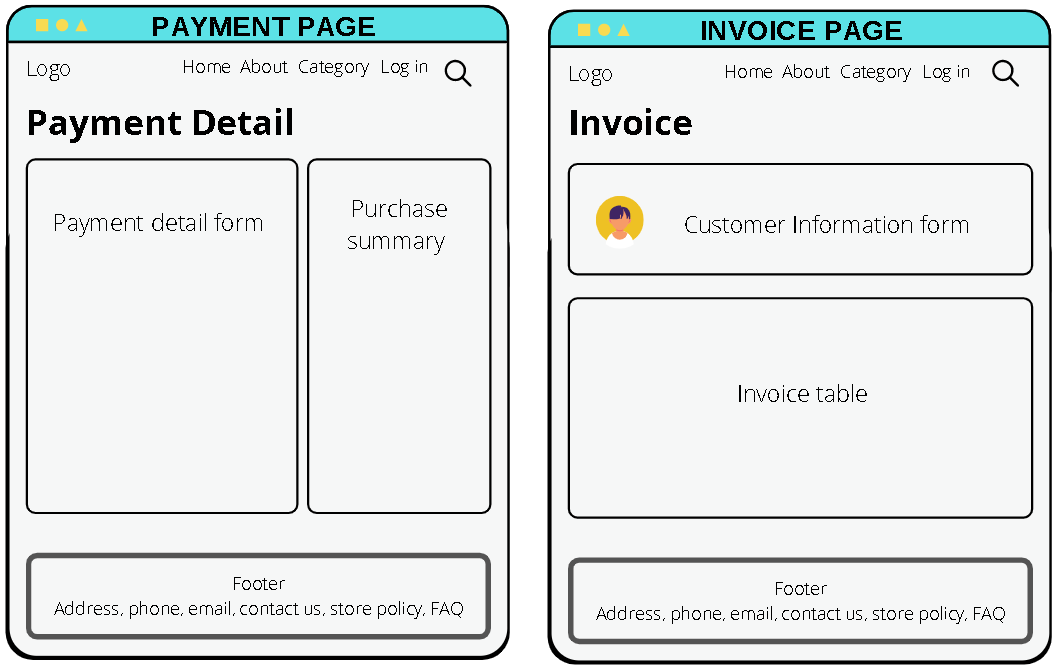 PAYMENT PAGE
Logo
Home About Category Log in
Payment Detail
Payment detail form
Purchase
summary
Footer
Address, phone, email, contact us, store policy, FAQ
INVOICE PAGE
Logo
Home About Category Log in
Invoice
Customer Information form
Invoice table
Footer
Address, phone, email, contact us, store policy, FAQ